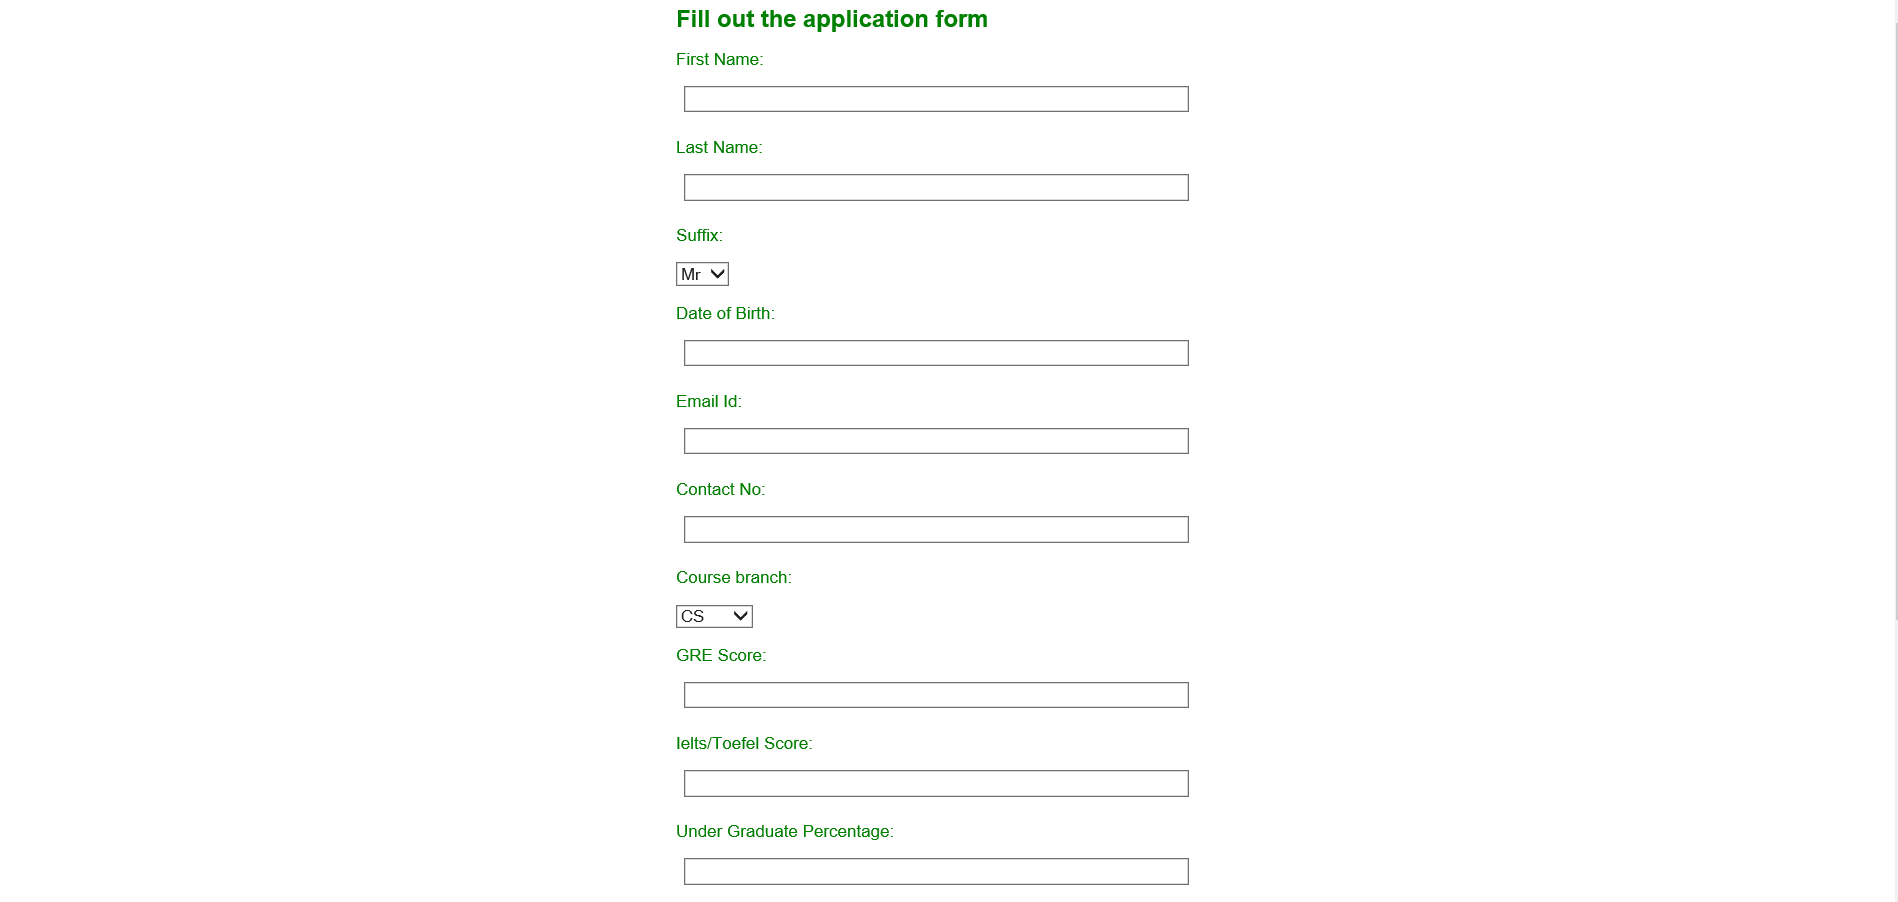 Fill out the application form
First Name:
Last Name:
Suffix:
Mr
Date of Birth:
Email Id:
Contact No:
Course branch:
CS
GRE Score:
Ielts/Toefel Score:
Under Graduate Percentage: